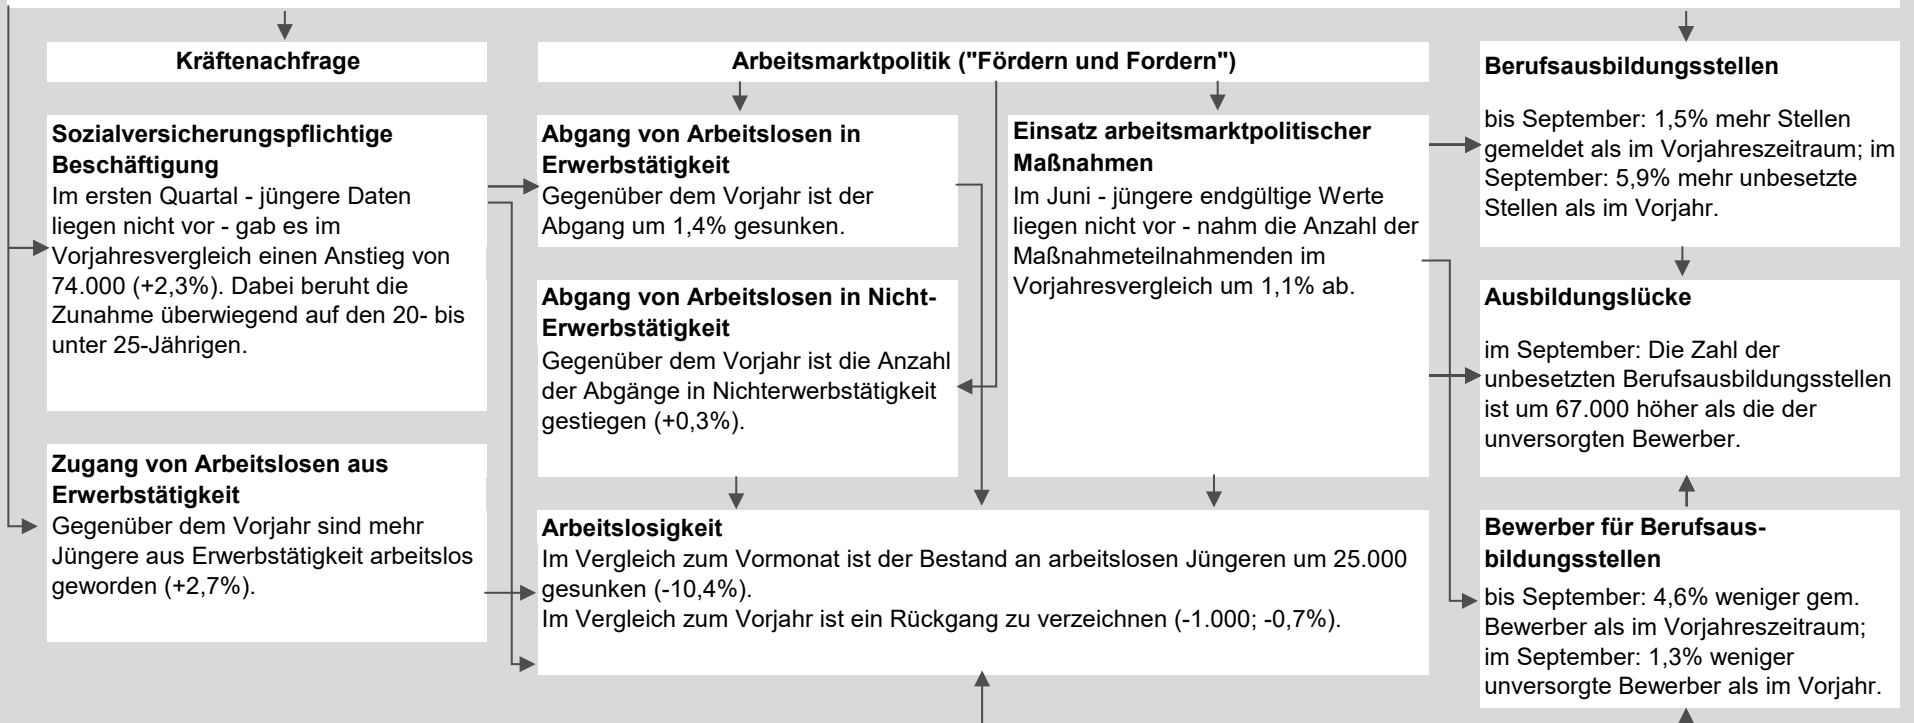 Kräftenachfrage
Sozialversicherungspflichtige
Beschäftigung
Im ersten Quartal - jüngere Daten
liegen nicht vor - gab es im
Vorjahresvergleich einen Anstieg von
74.000 (+2,3%). Dabei beruht die
Zunahme überwiegend auf den 20- bis
unter 25-Jährigen.
Zugang von Arbeitslosen aus
Erwerbstätigkeit
Gegenüber dem Vorjahr sind mehr
Jüngere aus Erwerbstätigkeit arbeitslos
geworden (+2,7%).
Arbeitsmarktpolitik ("Fördern und Fordern")
Abgang von Arbeitslosen in
Erwerbstätigkeit
Gegenüber dem Vorjahr ist der
Abgang um 1,4% gesunken.
Abgang von Arbeitslosen in Nicht-
Erwerbstätigkeit
Gegenüber dem Vorjahr ist die Anzahl
der Abgänge in Nichterwerbstätigkeit
gestiegen (+0,3%).
Einsatz arbeitsmarktpolitischer
Maßnahmen
Im Juni - jüngere endgültige Werte
liegen nicht vor - nahm die Anzahl der
Maßnahmeteilnahmenden im
Vorjahresvergleich um 1,1% ab.
Arbeitslosigkeit
Im Vergleich zum Vormonat ist der Bestand an arbeitslosen Jüngeren um 25.000
gesunken (-10,4%).
Im Vergleich zum Vorjahr ist ein Rückgang zu verzeichnen (-1.000; -0,7%).
Berufsausbildungsstellen
bis September: 1,5% mehr Stellen
gemeldet als im Vorjahreszeitraum; im
September: 5,9% mehr unbesetzte
Stellen als im Vorjahr.
Ausbildungslücke
im September: Die Zahl der
unbesetzten Berufsausbildungsstellen
ist um 67.000 höher als die der
unversorgten Bewerber.
Bewerber für Berufsaus-
bildungsstellen
bis September: 4,6% weniger gem.
Bewerber als im Vorjahreszeitraum;
im September: 1,3% weniger
unversorgte Bewerber als im Vorjahr.